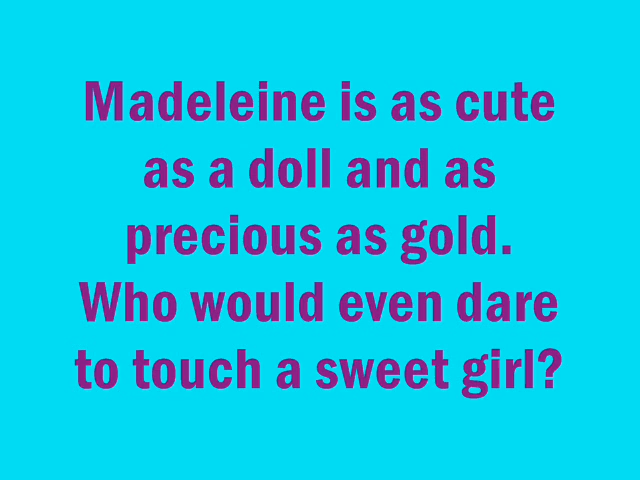 Madeleine is as cute
as a doll and as
precious as gold.
Who would even dare
to touch a sweet girl?